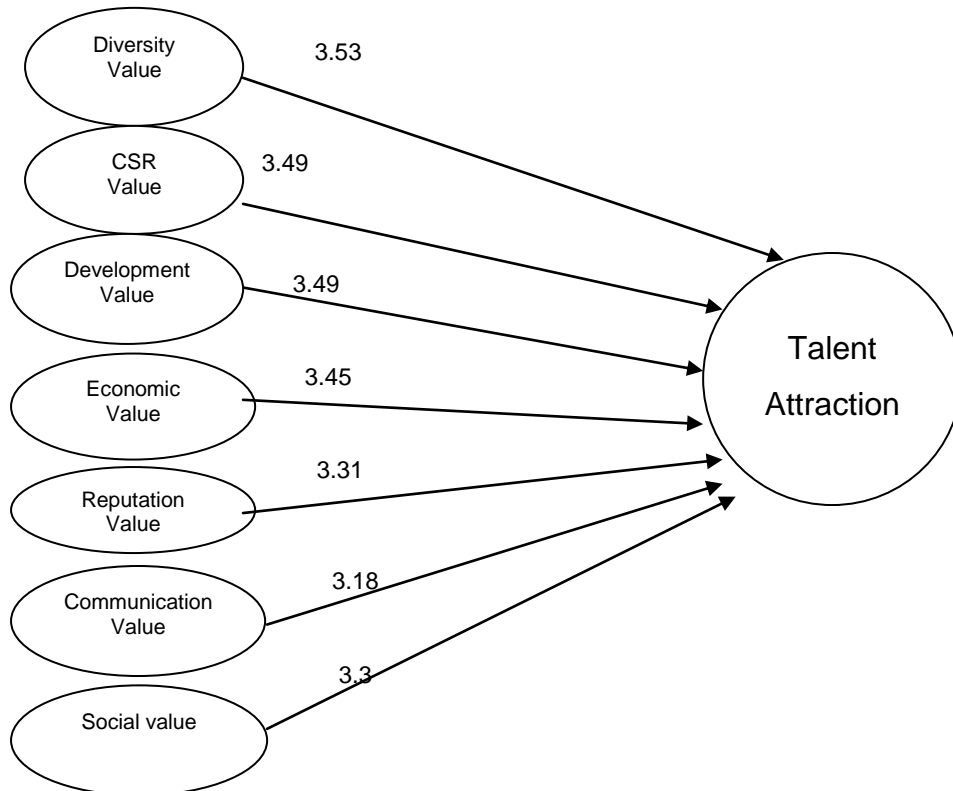 Diversity
Value
3.53
CSR
Value
3.49
Development
Value
3.49
Economic
Value
3.45
Reputation
Value
3.31
Communication
Value
3.18
Social value
3.3
Talent
Attraction